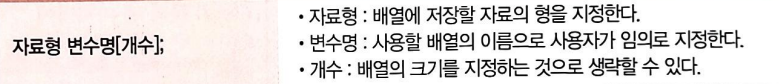 자료형 변수명[개수];
• 자료형 : 배열에 저장할 자료의 형을 지정한다.
• 변수명 : 사용할 배열의 이름으로 사용자가 임의로 지정한다.
• 개수 : 배열의 크기를 지정하는 것으로 생략할 수 있다.